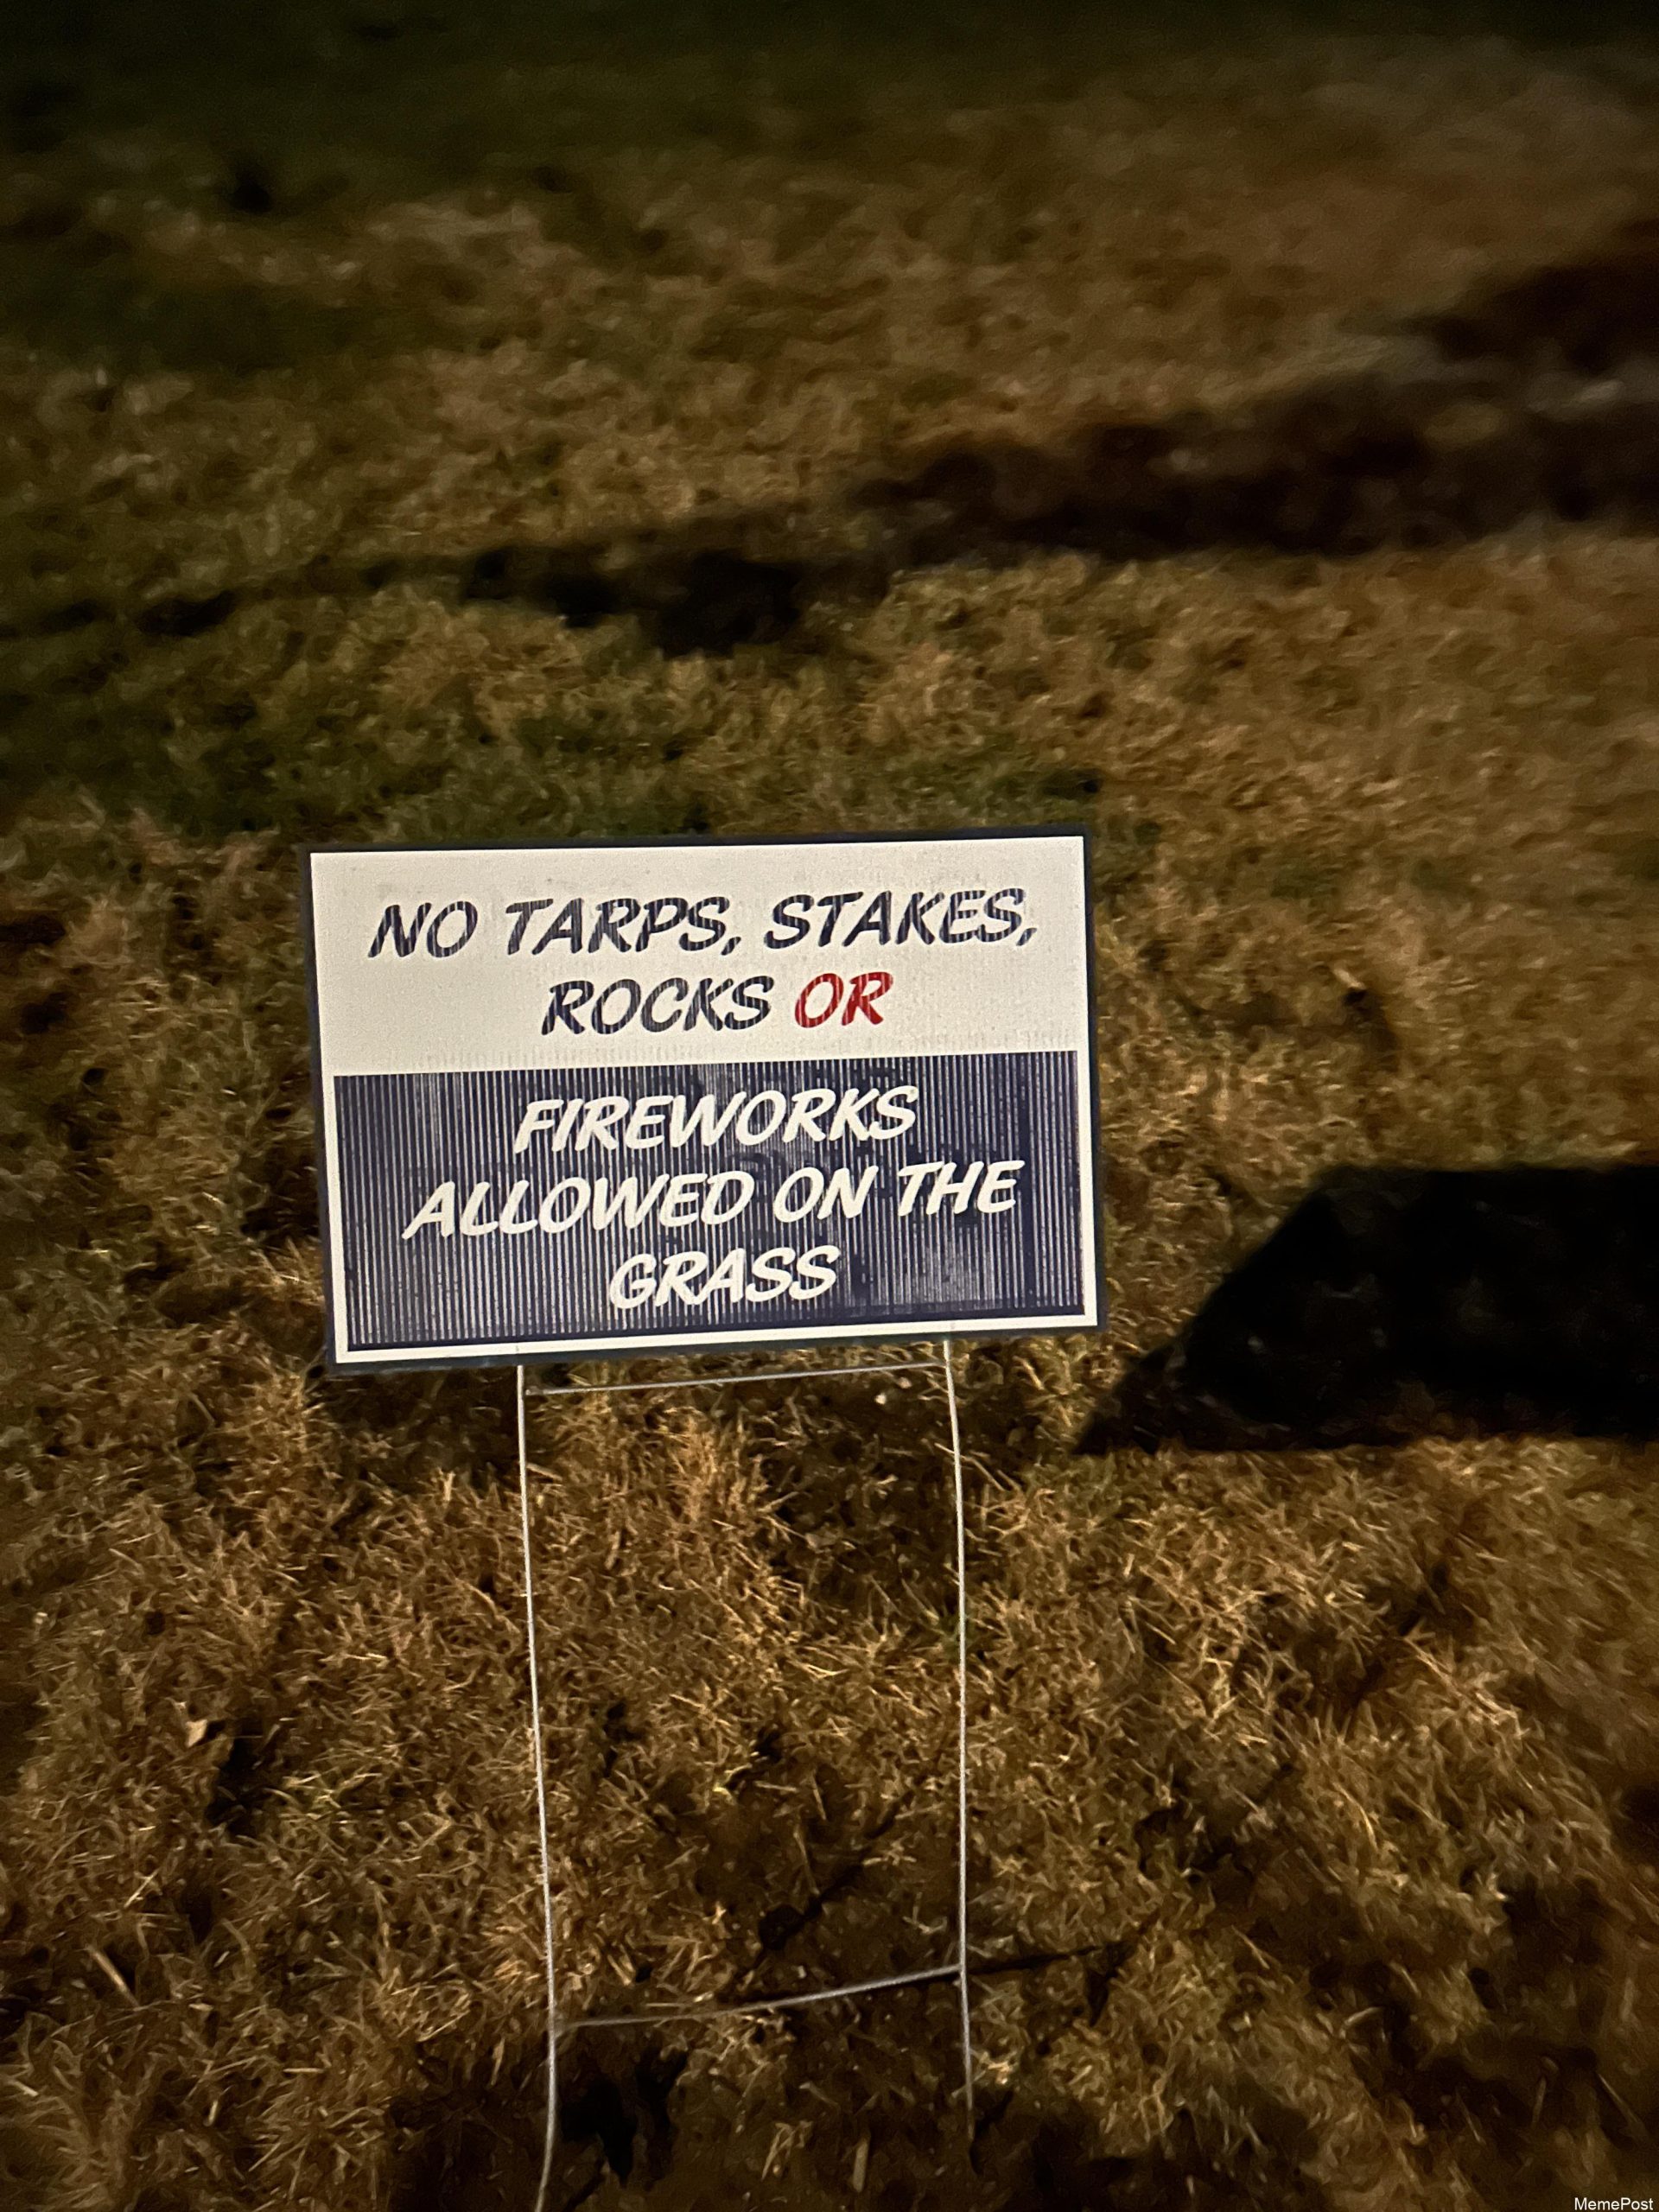 NO TARPS, STAKES,
ROCKS OR
FIREWORKS
ALLOWED ON THE
GRASS
MemePost